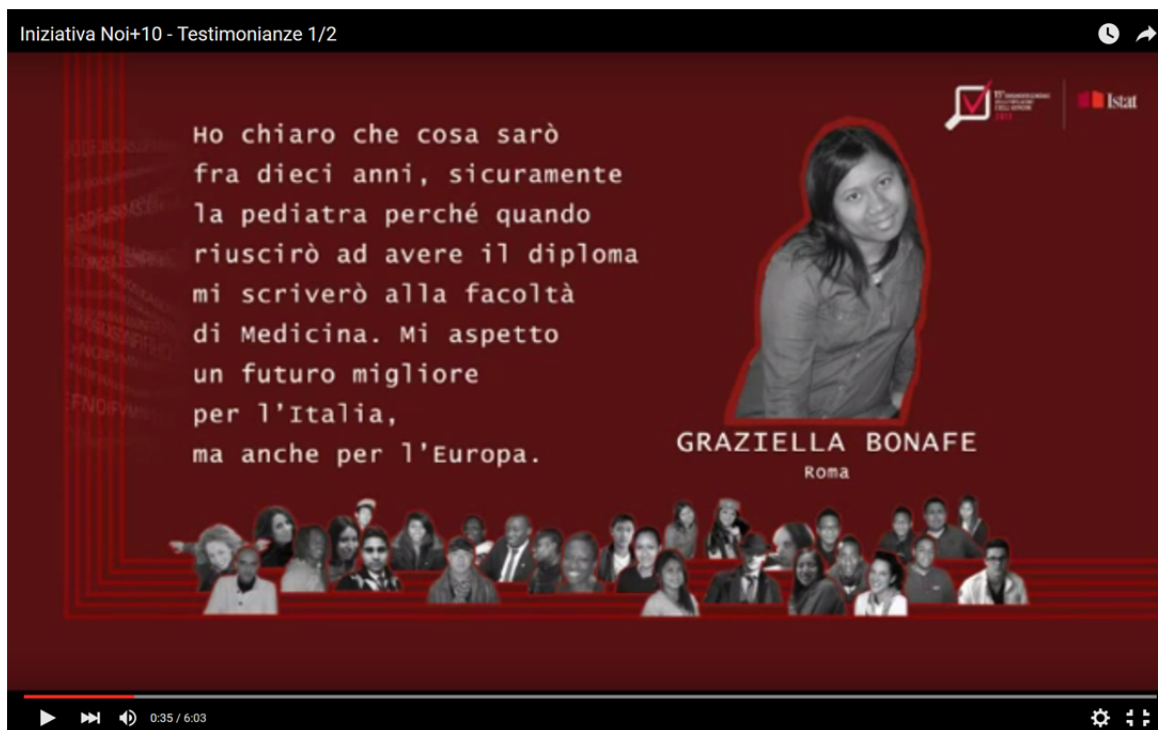 Iniziativa Noi+10 - Testimonianze 1/2
Istat
Ho chiaro che cosa sarò
fra dieci anni, sicuramente
la pediatra perché quando
riuscirò ad avere il diploma
mi scriverò alla facoltà
di Medicina. Mi aspetto
un futuro migliore
per l'Italia,
ma anche per l'Europa.
GRAZIELLA BONAFE
Roma
0:35 / 6:03